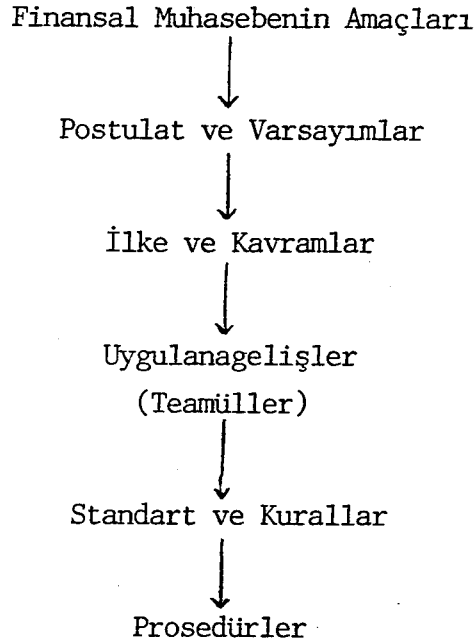 Finansal Muhasebenin Amaçları
Postulat ve Varsayımlar
İlke ve Kavramlar
Uygulanagelişler
(Teamüller)
Standart ve Kurallar
Prosedürler